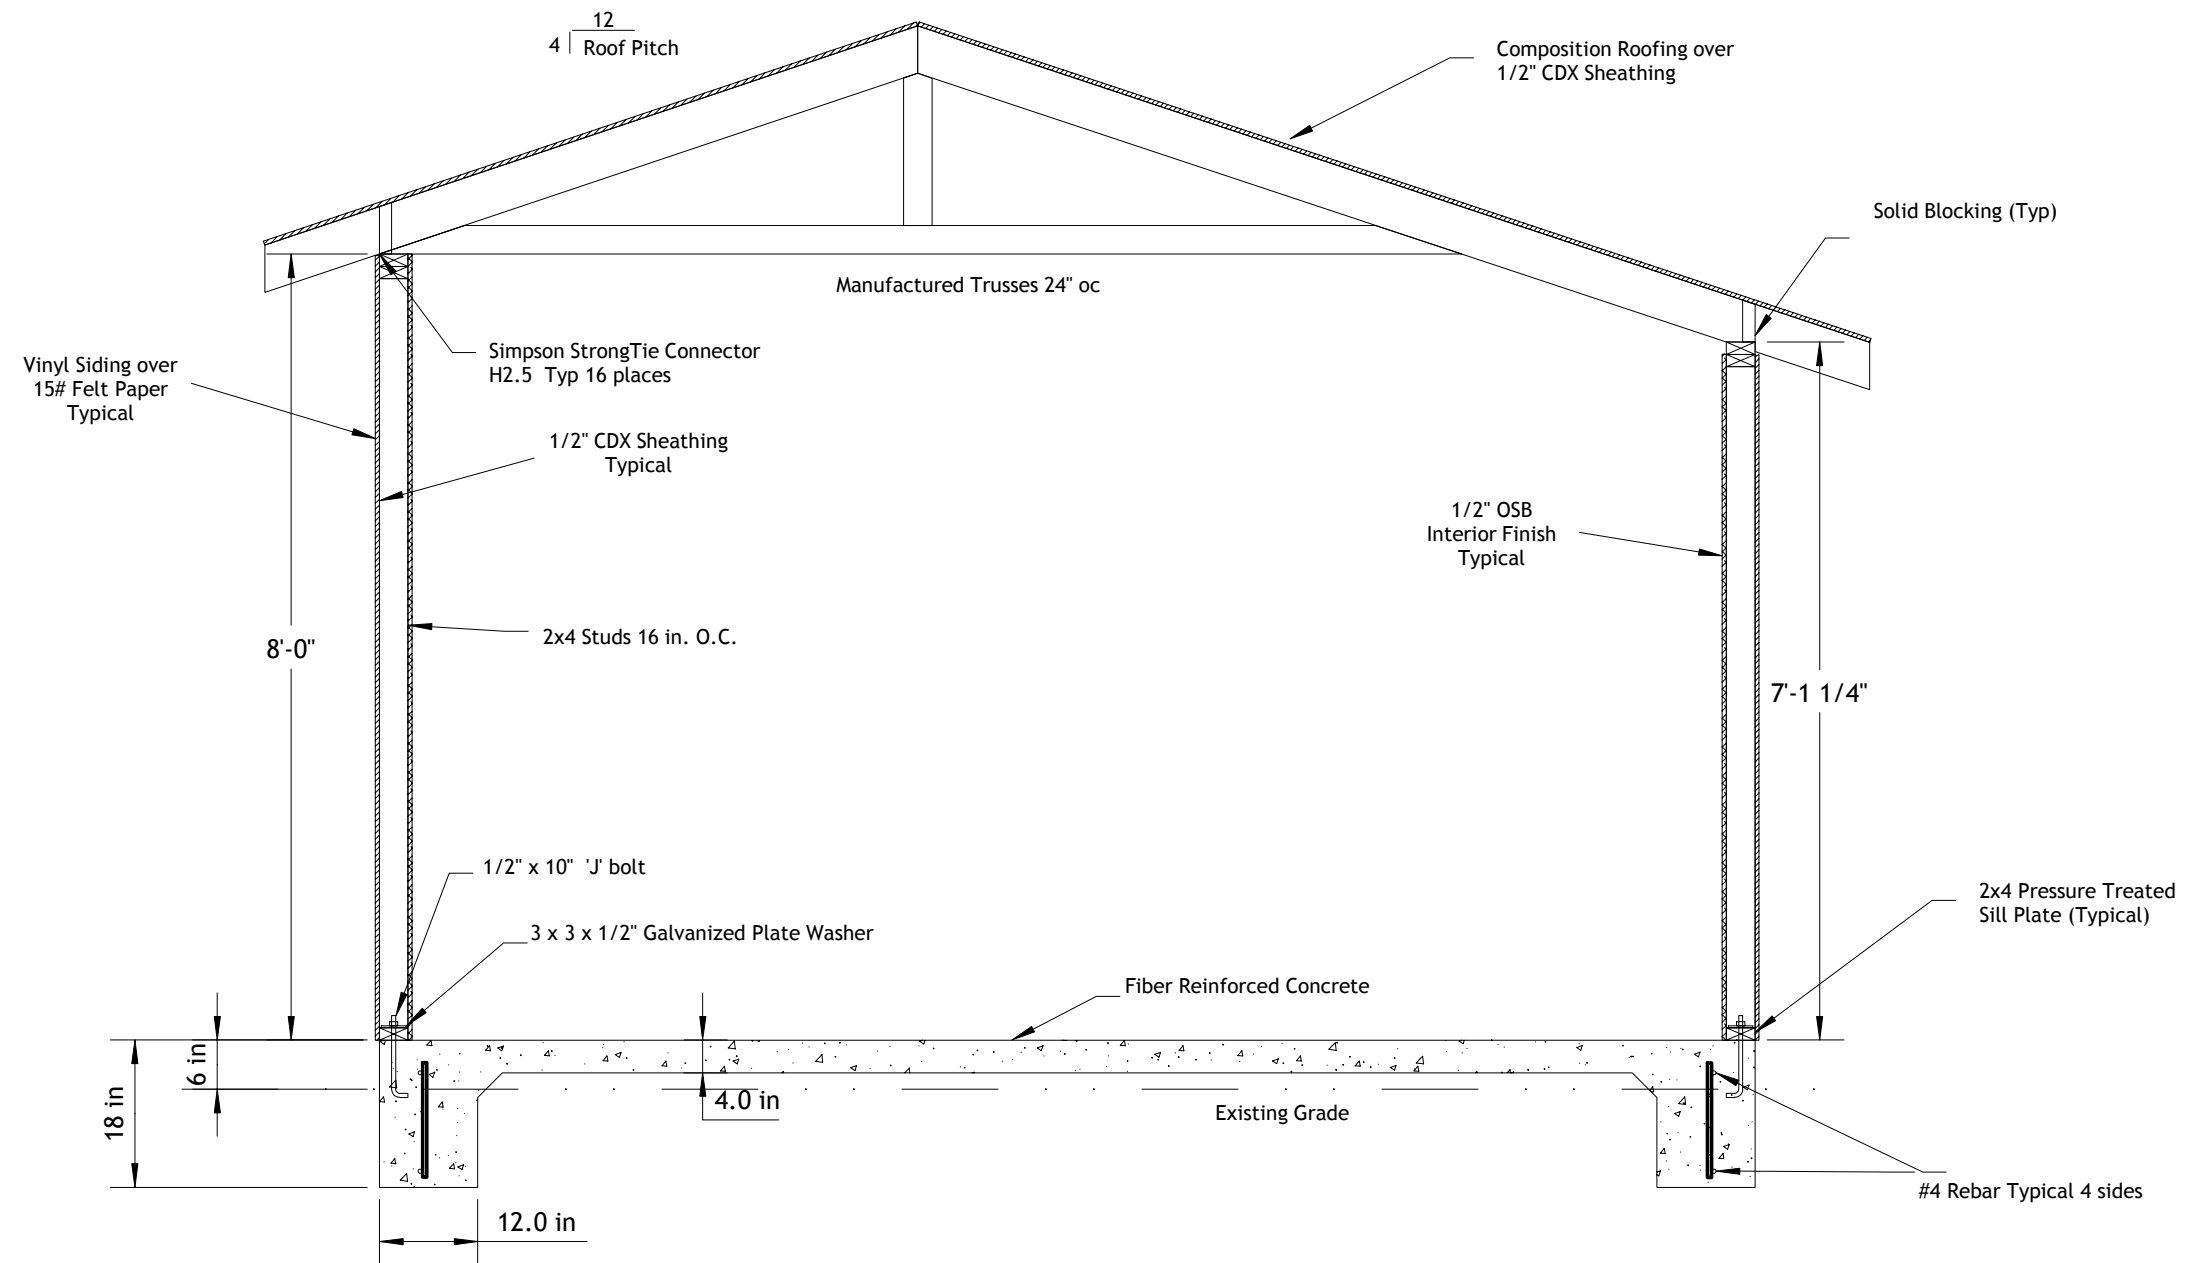 12
4 Roof Pitch
Composition Roofing over
1/2" CDX Sheathing
Solid Blocking (Typ)
Manufactured Trusses 24" oc
Simpson StrongTie Connector
H2.5 Typ 16 places
Vinyl Siding over
15# Felt Paper
Typical
1/2" CDX Sheathing
Typical
1/2" OSB
Interior Finish
Typical
2x4 Studs 16 in. O.C.
8'-0"
7'-1 1/4"
1/2" x 10" 'J' bolt
3 x 3 x 1/2" Galvanized Plate Washer
2x4 Pressure Treated
Sill Plate (Typical)
Fiber Reinforced Concrete
6 in
18 in
4.0 in
Existing Grade
#4 Rebar Typical 4 sides
12.0 in